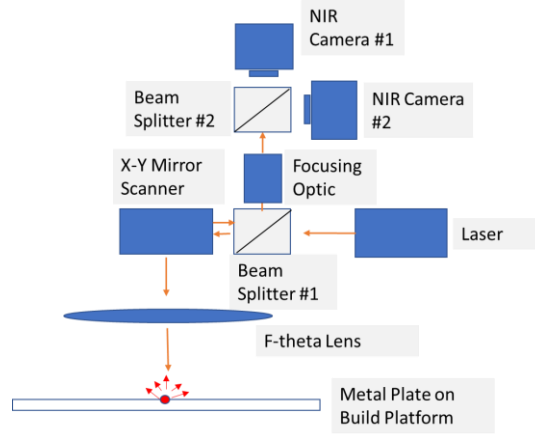 NIR
Camera #1
Beam
Splitter #2
NIR Camera
#2
X-Y Mirror
Scanner
Focusing
Optic
Laser
Beam
Splitter #1
F-theta Lens
Metal Plate on
Build Platform